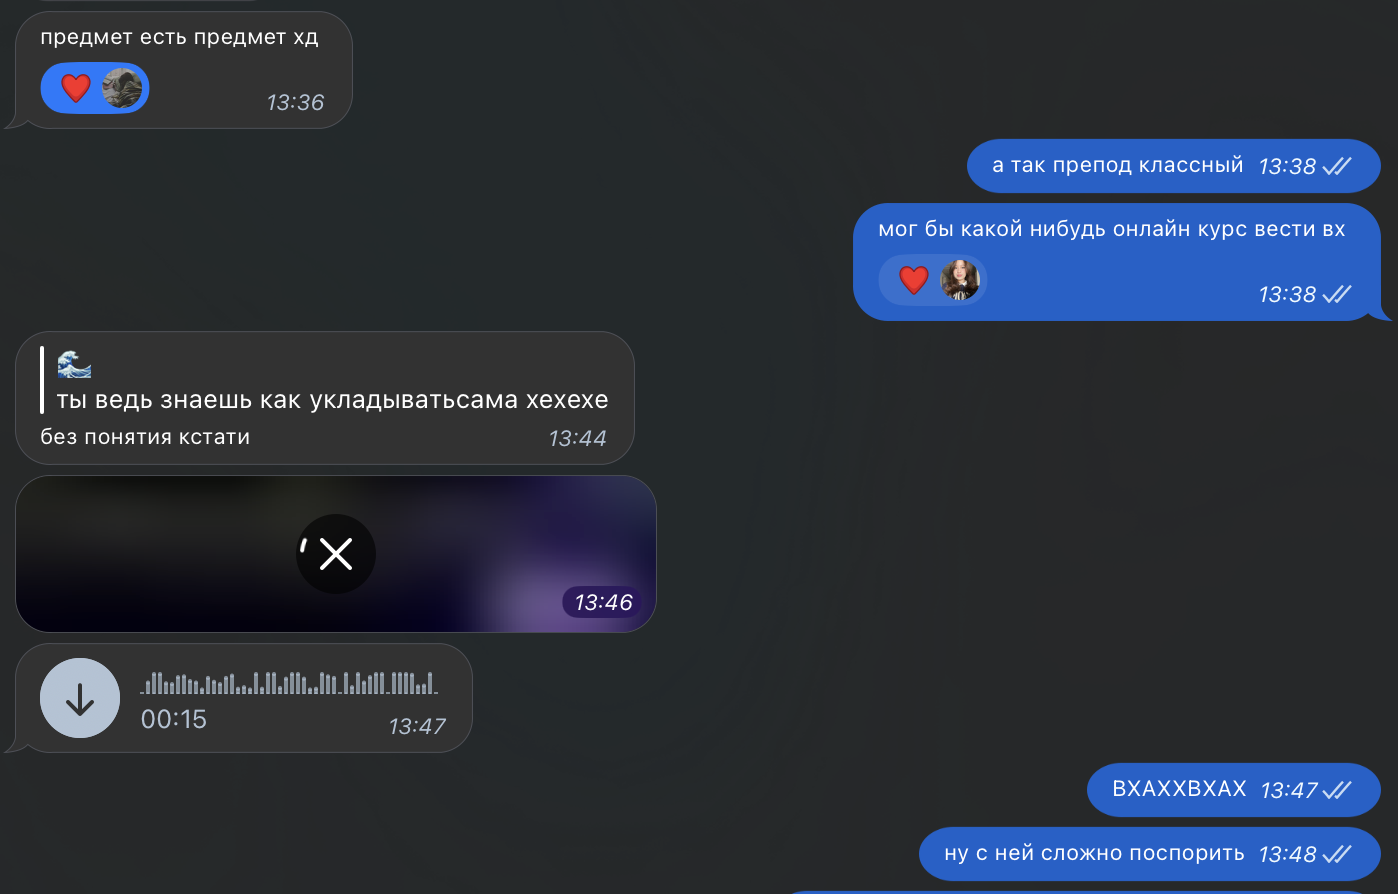 предмет есть предмет хд
13:36
а так препод классный 13:38
мог бы какой нибудь онлайн курс вести вх
13:38
ты ведь знаешь как укладыватьсама хехехе
без понятия кстати 13:44
13:46
00:15 13:47
ВХАХХВХАХ 13:47
ну с ней сложно поспорить 13:48